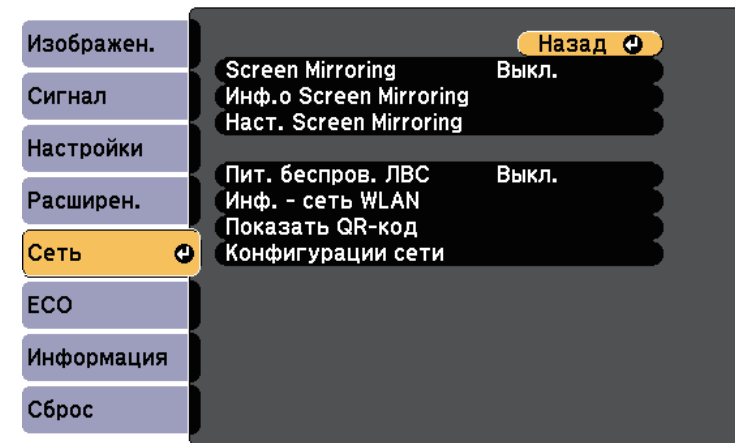 Изображен.
Сигнал
Настройки
Расширен.
Сеть
ECO
Информация
Сброс
Назад
Screen Mirroring Выкл.
Инф.о Screen Mirroring
Наст. Screen Mirroring
Пит. беспров. ЛВС Выкл.
Инф. - сеть WLAN
Показать QR-код
Конфигурации сети